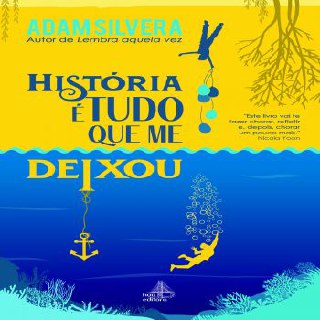 ADAM SILVERA
Autor de Lembra aquela vez
HISTÓRIA
É TUDO
QUE ME
DEIXOU
"Este livro vai te
fazer chorar, refletir
e, depois, chorar
um pouco mais."
Nicola Yoon